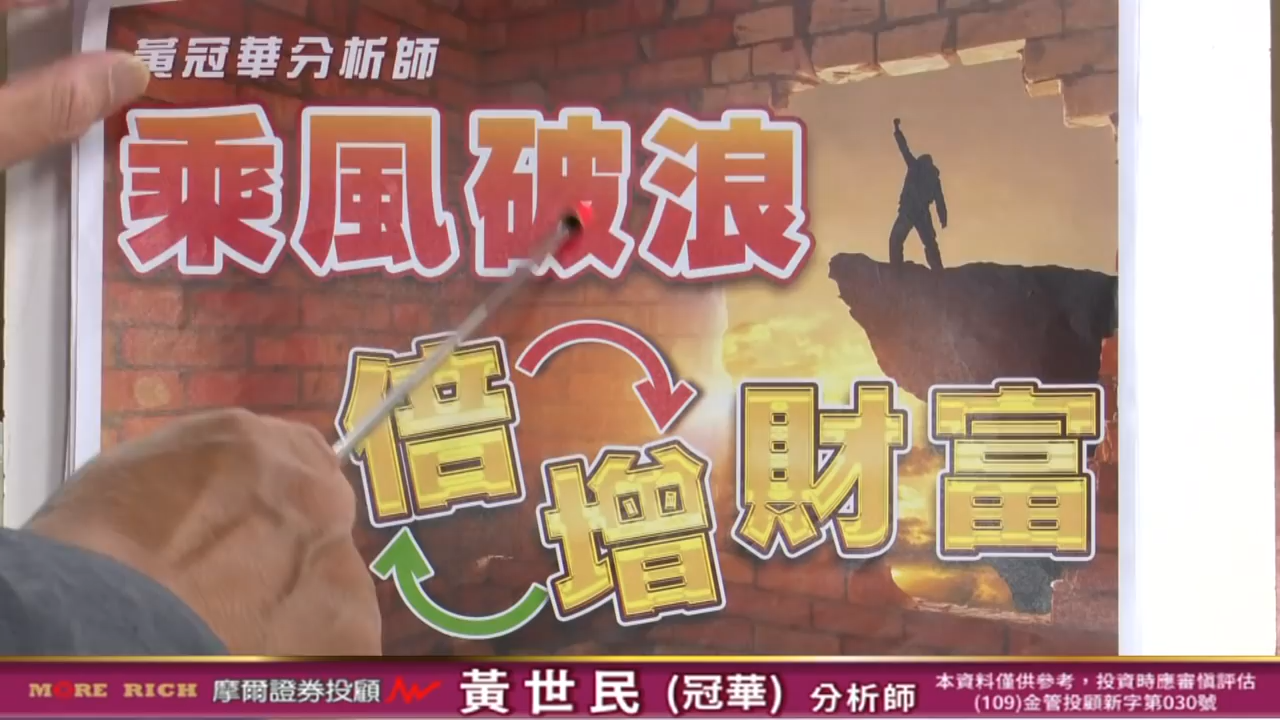 黃冠華分析師
乘風破浪
倍增財富
MORE RICH 摩爾證券投顧 黃世民 (冠華) 分析師
本資料僅供參考，投資時應審慎評估
(109)金管投顧新字第030號